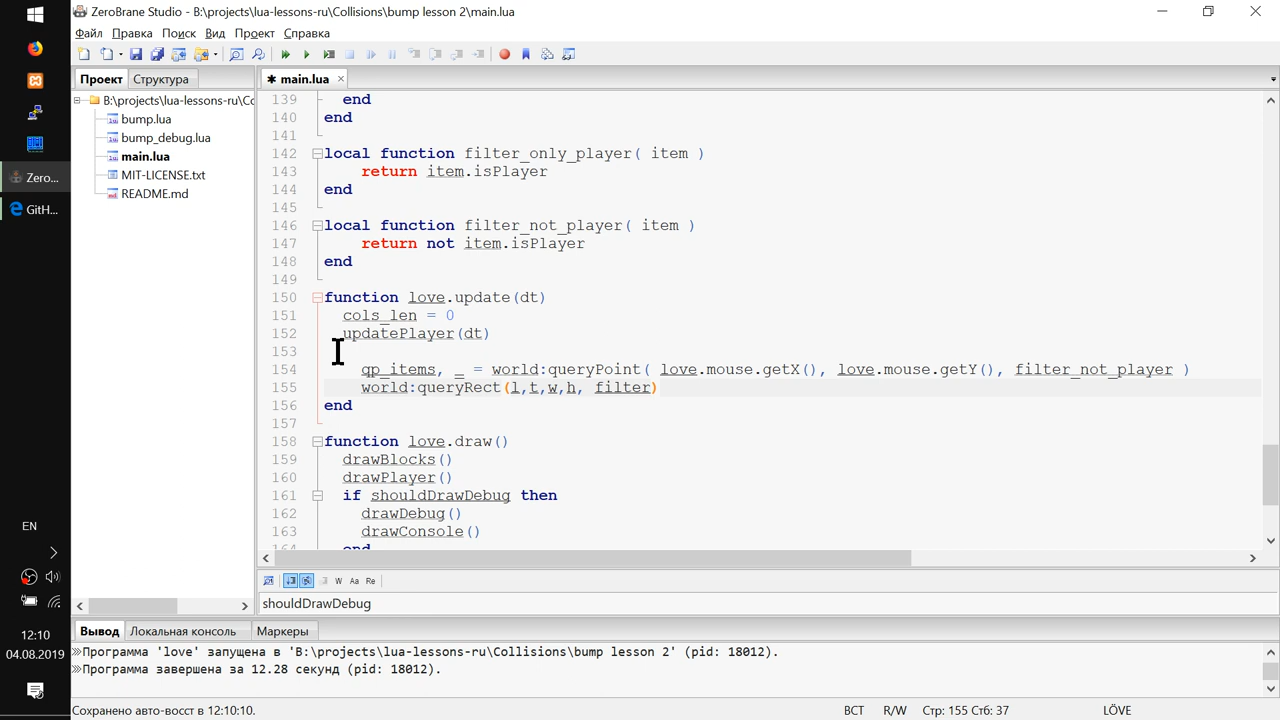 ZeroBrane Studio - B:\projects\lua-lessons-ru\Collisions\bump lesson 2\main.lua
Файл Правка Поиск Вид Проект Справка
Проект Структура
* main.lua
B:\projects\lua-lessons-ru\Co
bump.lua
bump_debug.lua
main.lua
MIT-LICENSE.txt
README.md
139 end
140 end
141
142 local function filter_only_player( item )
143 return item.isPlayer
144 end
145
146 local function filter_not_player( item )
147 return not item.isPlayer
148 end
149
150 function love.update(dt)
151 cols_len = 0
152 updatePlayer(dt)
153
154 qp_items, _ = world:queryPoint( love.mouse.getX(), love.mouse.getY(), filter_not_player )
155 world:queryRect(l,t,w,h, filter)
156 end
157
158 function love.draw()
159 drawBlocks()
160 drawPlayer()
161 if shouldDrawDebug then
162 drawDebug()
163 drawConsole()
164 end
W Aa Re
shouldDrawDebug
Вывод Локальная консоль Маркеры
Программа 'love' запущена в 'B:\projects\lua-lessons-ru\Collisions\bump lesson 2' (pid: 18012).
Программа завершена за 12.28 секунд (pid: 18012).
Сохранено авто-восст в 12:10:10.
ВСТ R/W Стр: 155 Стб: 37 LÖVE
Zero...
GitH...
EN
12:10
04.08.2019